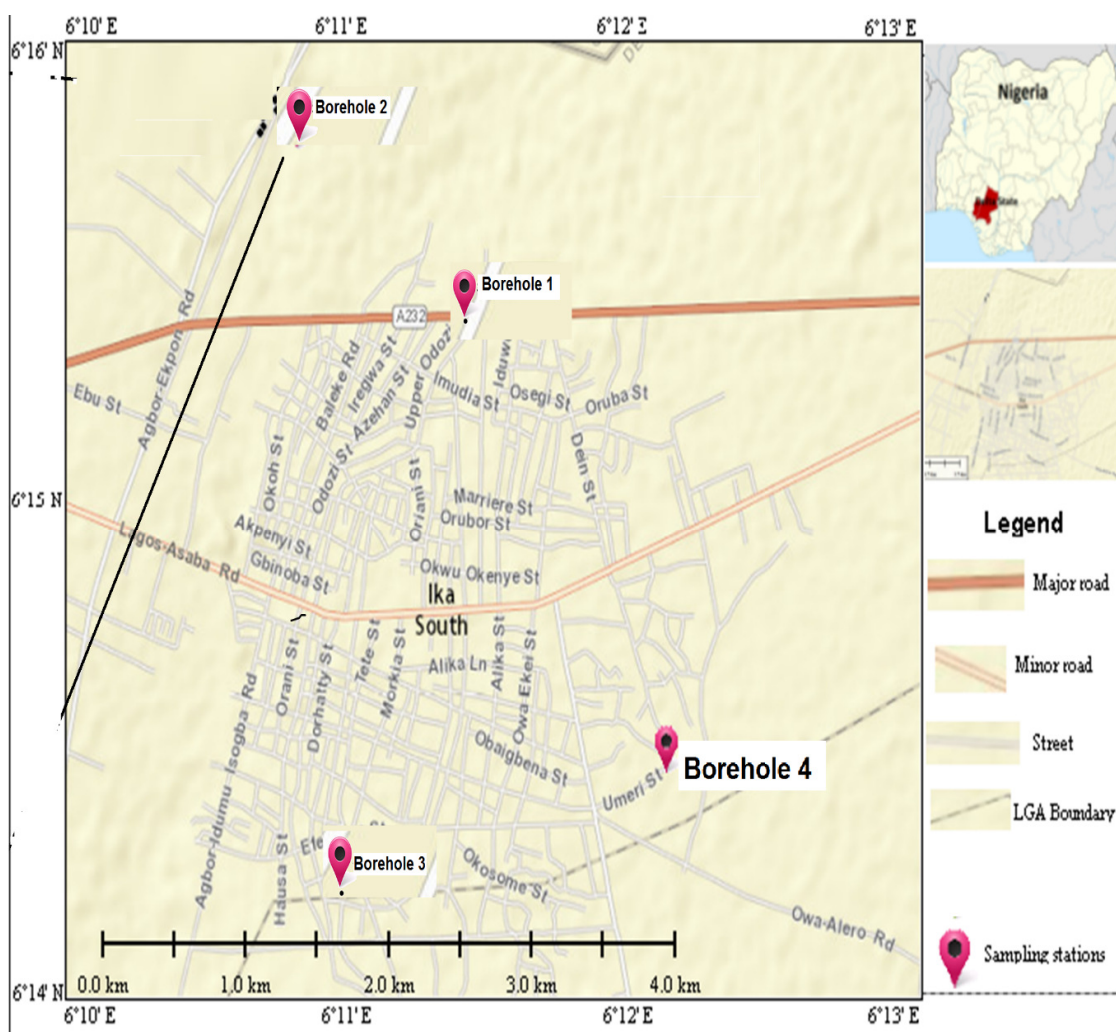 6°10' E
6°11' E
6°12' E
6°13' E
6°16' N
Borehole 2
Nigeria
Borehole 1
A232
Agbor-Ekpon Rd
Ebu St
Baleke Rd
Iregwa St
Azehan St
Upper Odozi
Imudia St
Iduw
Osegi St
Oruba St
Okoh St
Odozi St
Oriani St
Dein St
6°15 N
Marriere St
Orubor St
Akpenyi St
Gbinoba St
Lagos-Asaba Rd
Okwu Okenye St
Ika
South
Legend
Major road
Minor road
Street
LGA Boundary
Sampling stations
Orani St
Dorhatty St
Tete St
Morkia St
Alika Ln
Alika St
Owa Ekei St
Agbor-Idumu Isogba Rd
Obaigbena St
Umeri St
Borehole 4
Borehole 3
Hausa St
Okosome St
Owa-Alero Rd
0.0 km
1.0 km
2.0 km
3.0 km
4.0 km
6°14' N
6°10' E
6°11' E
6°12' E
6°13' E